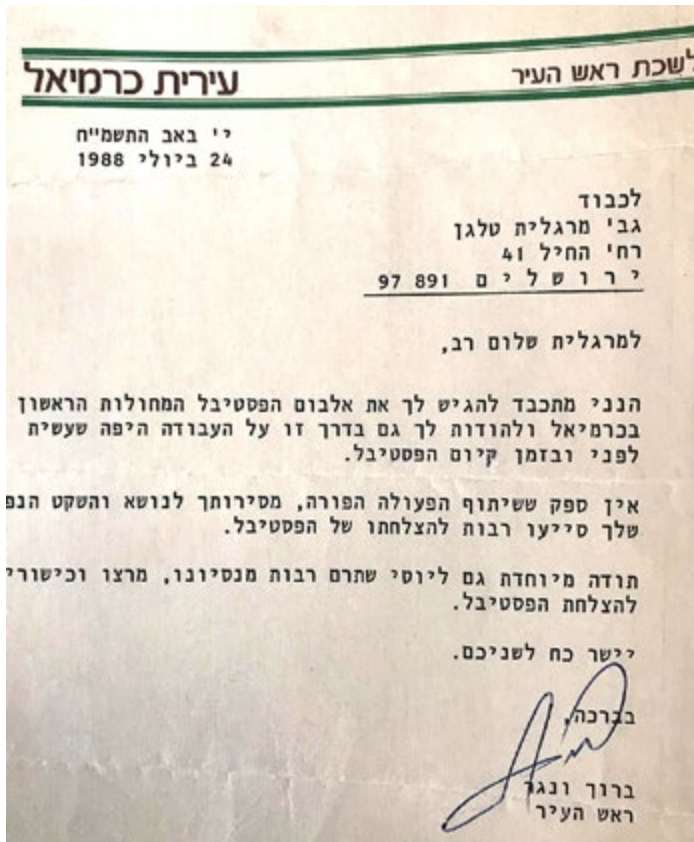 לשכת ראש העיר
עירית כרמיאל
י' באב התשמ"ח
24 ביולי 1988
לכבוד
גב' מרגלית טלגן
רח' החיל 41
ירושלים 97 891
למרגלית שלום רב,
הנני מתכבד להגיש לך את אלבום הפסטיבל המחולות הראשון
בכרמיאל ולהודות לך גם בדרך זו על העבודה היפה שעשית
לפני ובזמן קיום הפסטיבל.
אין ספק ששיתוף הפעולה הפורה, מסירותך לנושא והשקט
שלך סייעו רבות להצלחתו של הפסטיבל.
תודה מיוחדת גם ליוסי שתרם רבות מנסיונו, מרצו
להצלחת הפסטיבל.
יישר כח לשניכם.
בברכה,
ברוך ונגר
ראש העיר